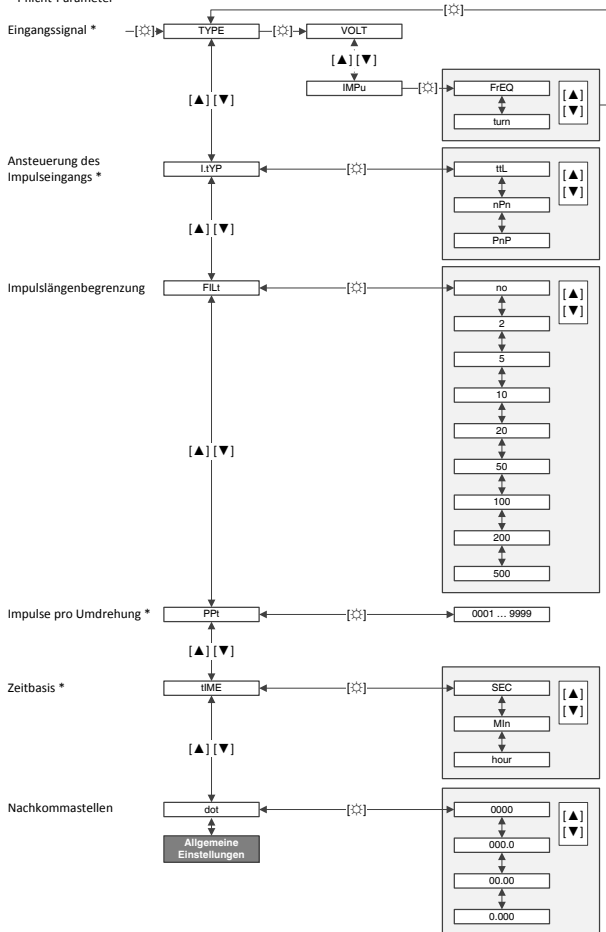 Eingangssignal *
TYPE
VOLT
[▲] [▼]
IMPu
FrEQ
turn
[▲]
[▼]
[▲] [▼]
Ansteuerung des
Impulseingangs *
I.tYP
ttL
nPn
PnP
[▲]
[▼]
[▲] [▼]
Impulslängenbegrenzung
FILt
no
2
5
10
20
50
100
200
500
[▲]
[▼]
[▲] [▼]
Impulse pro Umdrehung *
PPt
0001 ... 9999
[▲] [▼]
Zeitbasis *
tIME
SEC
MIn
hour
[▲]
[▼]
[▲] [▼]
Nachkommastellen
dot
0000
000.0
00.00
0.000
[▲]
[▼]
Allgemeine
Einstellungen